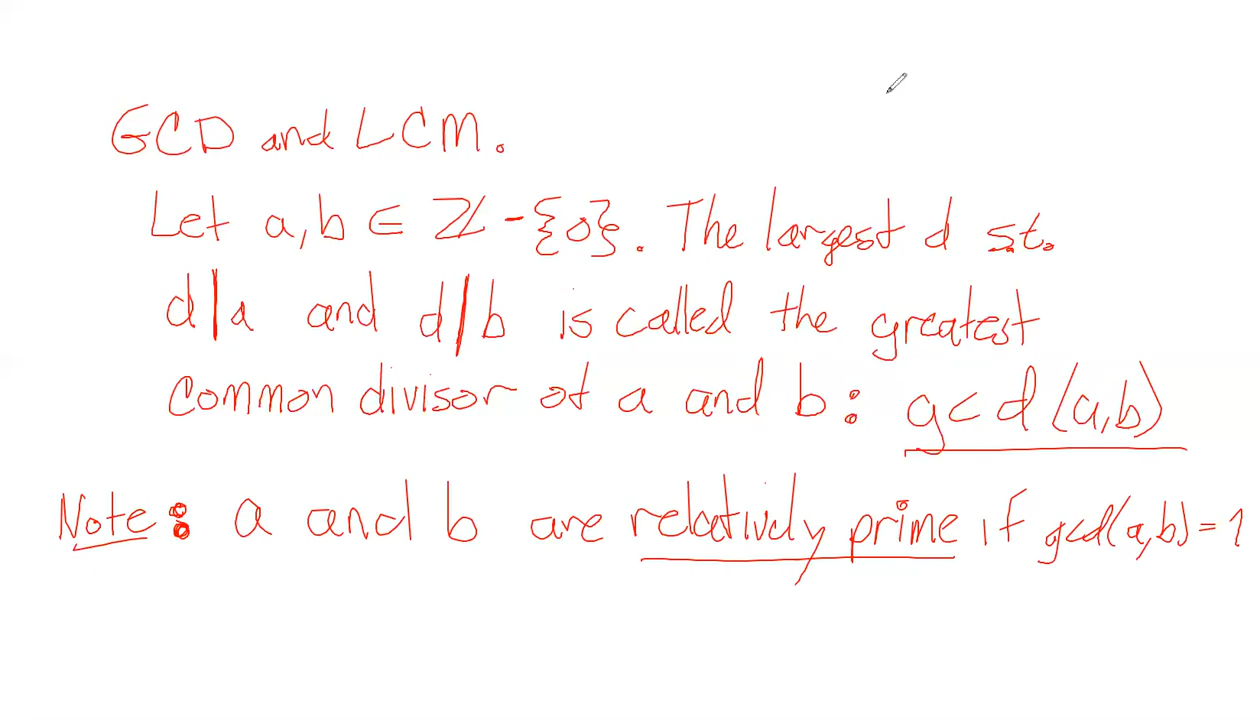 GCD and LCM.
Let a, b ∈ ℤ - {0}. The largest d s.t.
d|a and d|b is called the greatest
common divisor of a and b: gcd(a,b)
Note: a and b are relatively prime if gcd(a,b) = 1